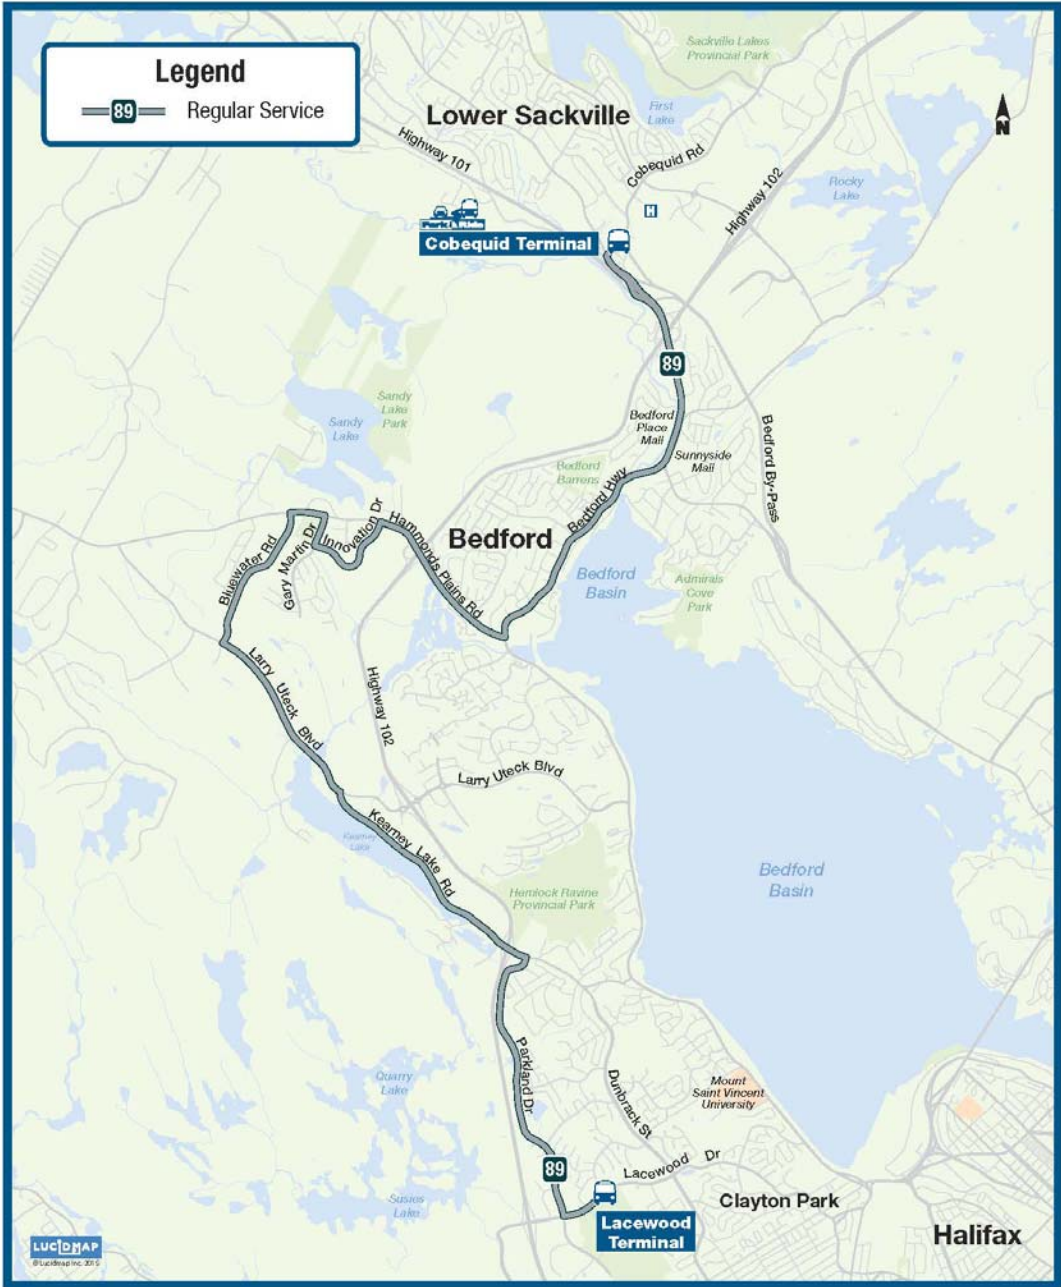 Legend
89 Regular Service
Sackville Lakes
Provincial Park
Lower Sackville
First
Lake
Highway 101
Cobequid Rd
Highway 102
Rocky
Lake
N
H
Park & Ride
Cobequid Terminal
89
Bedford
Place
Mall
Sunnyside
Mall
Bedford By-Pass
Sandy
Lake
Park
Sandy
Lake
Bedford
Barrens
Bedford Hwy
Bedford
Bluewater Rd
Gary Martin Dr
Innovation Dr
Hammonds Plains Rd
Bedford
Basin
Admirals
Cove
Park
Larry Uteck Blvd
Highway 102
Larry Uteck Blvd
Kearney
Lake
Kearney Lake Rd
Hemlock Ravine
Provincial Park
Bedford
Basin
Parkland Dr
Dunbrack St
Quarry
Lake
Mount
Saint Vincent
University
89
Lacewood Dr
Susies
Lake
Clayton Park
Lacewood
Terminal
Halifax
LUCIDMAP
© Lucidmap Inc. 2015